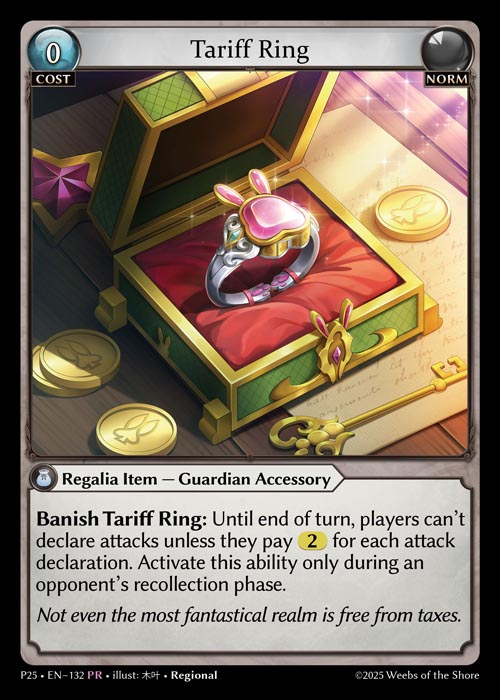 0
Tariff Ring
COST
NORM
Regalia Item — Guardian Accessory
Banish Tariff Ring: Until end of turn, players can't
declare attacks unless they pay 2 for each attack
declaration. Activate this ability only during an
opponent's recollection phase.
Not even the most fantastical realm is free from taxes.
P25 • EN–132 PR • illust: 木叶 • Regional
©2025 Weebs of the Shore